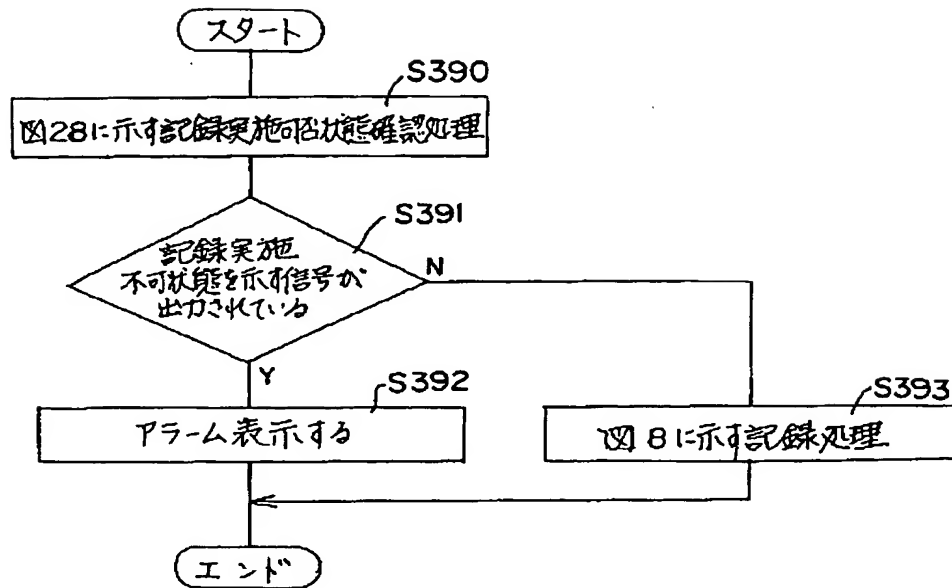 スタート
S390
図28に示す記録実施可否状態確認処理
S391
記録実施
不可状態を示す信号が
出力されている
N
Y
S392
アラーム表示する
S393
図8に示す記録処理
エンド